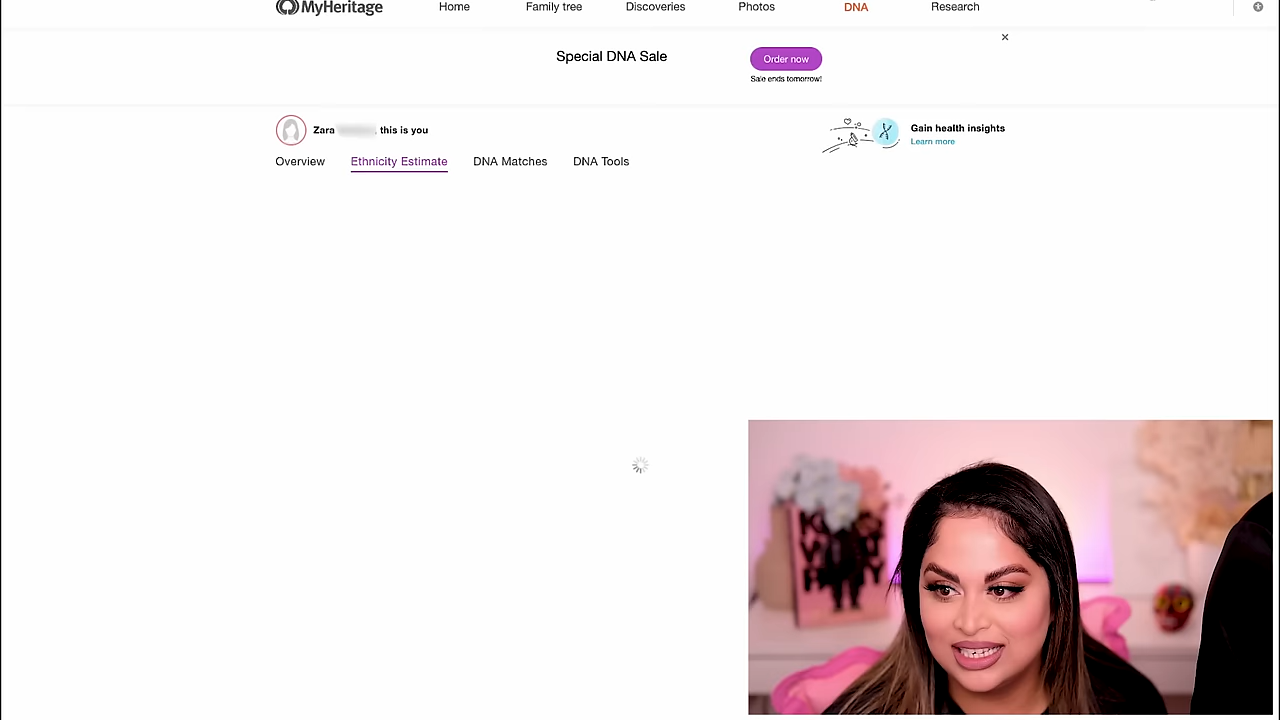 MyHeritage
Home
Family tree
Discoveries
Photos
DNA
Research
Special DNA Sale
Order now
Sale ends tomorrow!
Zara
, this is you
Gain health insights
Learn more
Overview
Ethnicity Estimate
DNA Matches
DNA Tools